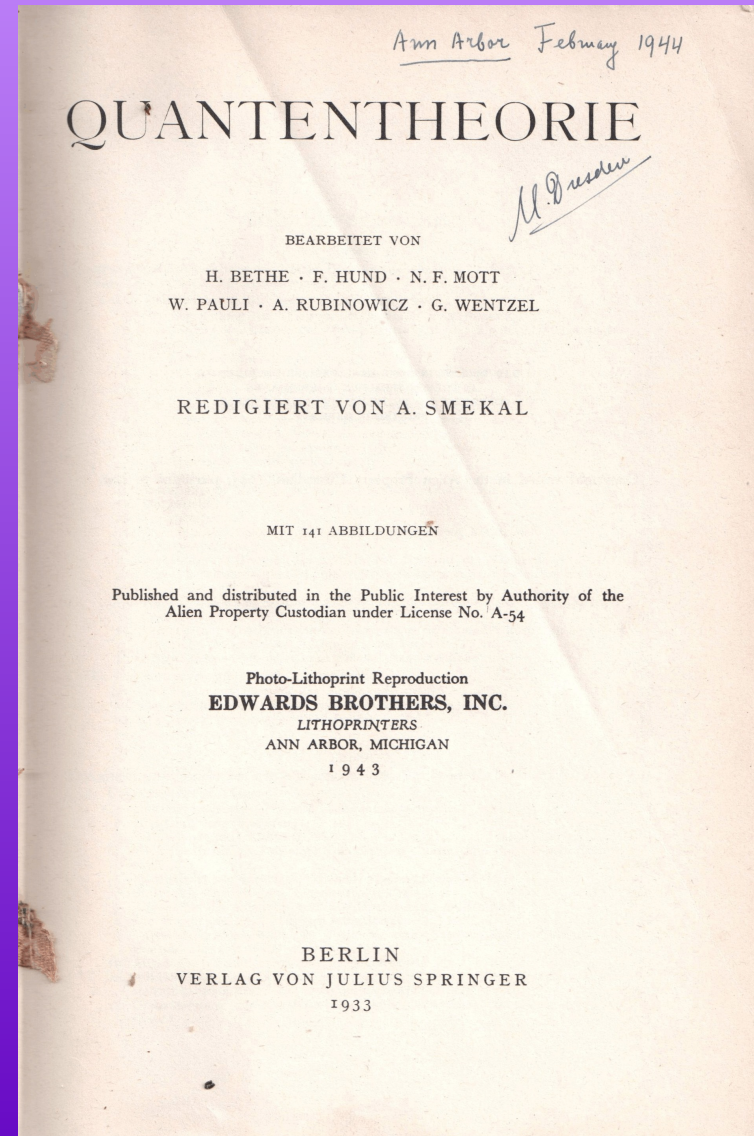 Ann Arbor February 1944
QUANTENTHEORIE
M. Dresden
BEARBEITET VON
H. BETHE · F. HUND · N. F. MOTT
W. PAULI · A. RUBINOWICZ · G. WENTZEL
REDIGIERT VON A. SMEKAL
MIT 141 ABBILDUNGEN
Published and distributed in the Public Interest by Authority of the
Alien Property Custodian under License No. A-54
Photo-Lithoprint Reproduction
EDWARDS BROTHERS, INC.
LITHOPRINTERS
ANN ARBOR, MICHIGAN
1943
BERLIN
VERLAG VON JULIUS SPRINGER
1933